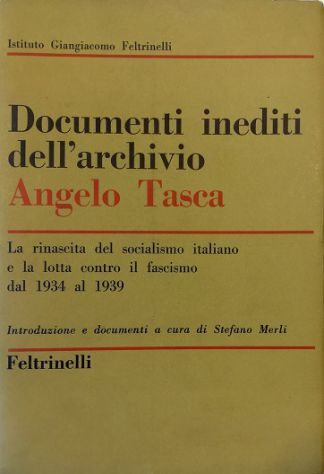 Istituto Giangiacomo Feltrinelli
Documenti inediti
dell'archivio
Angelo Tasca
La rinascita del socialismo italiano
e la lotta contro il fascismo
dal 1934 al 1939
Introduzione e documenti a cura di Stefano Merli
Feltrinelli